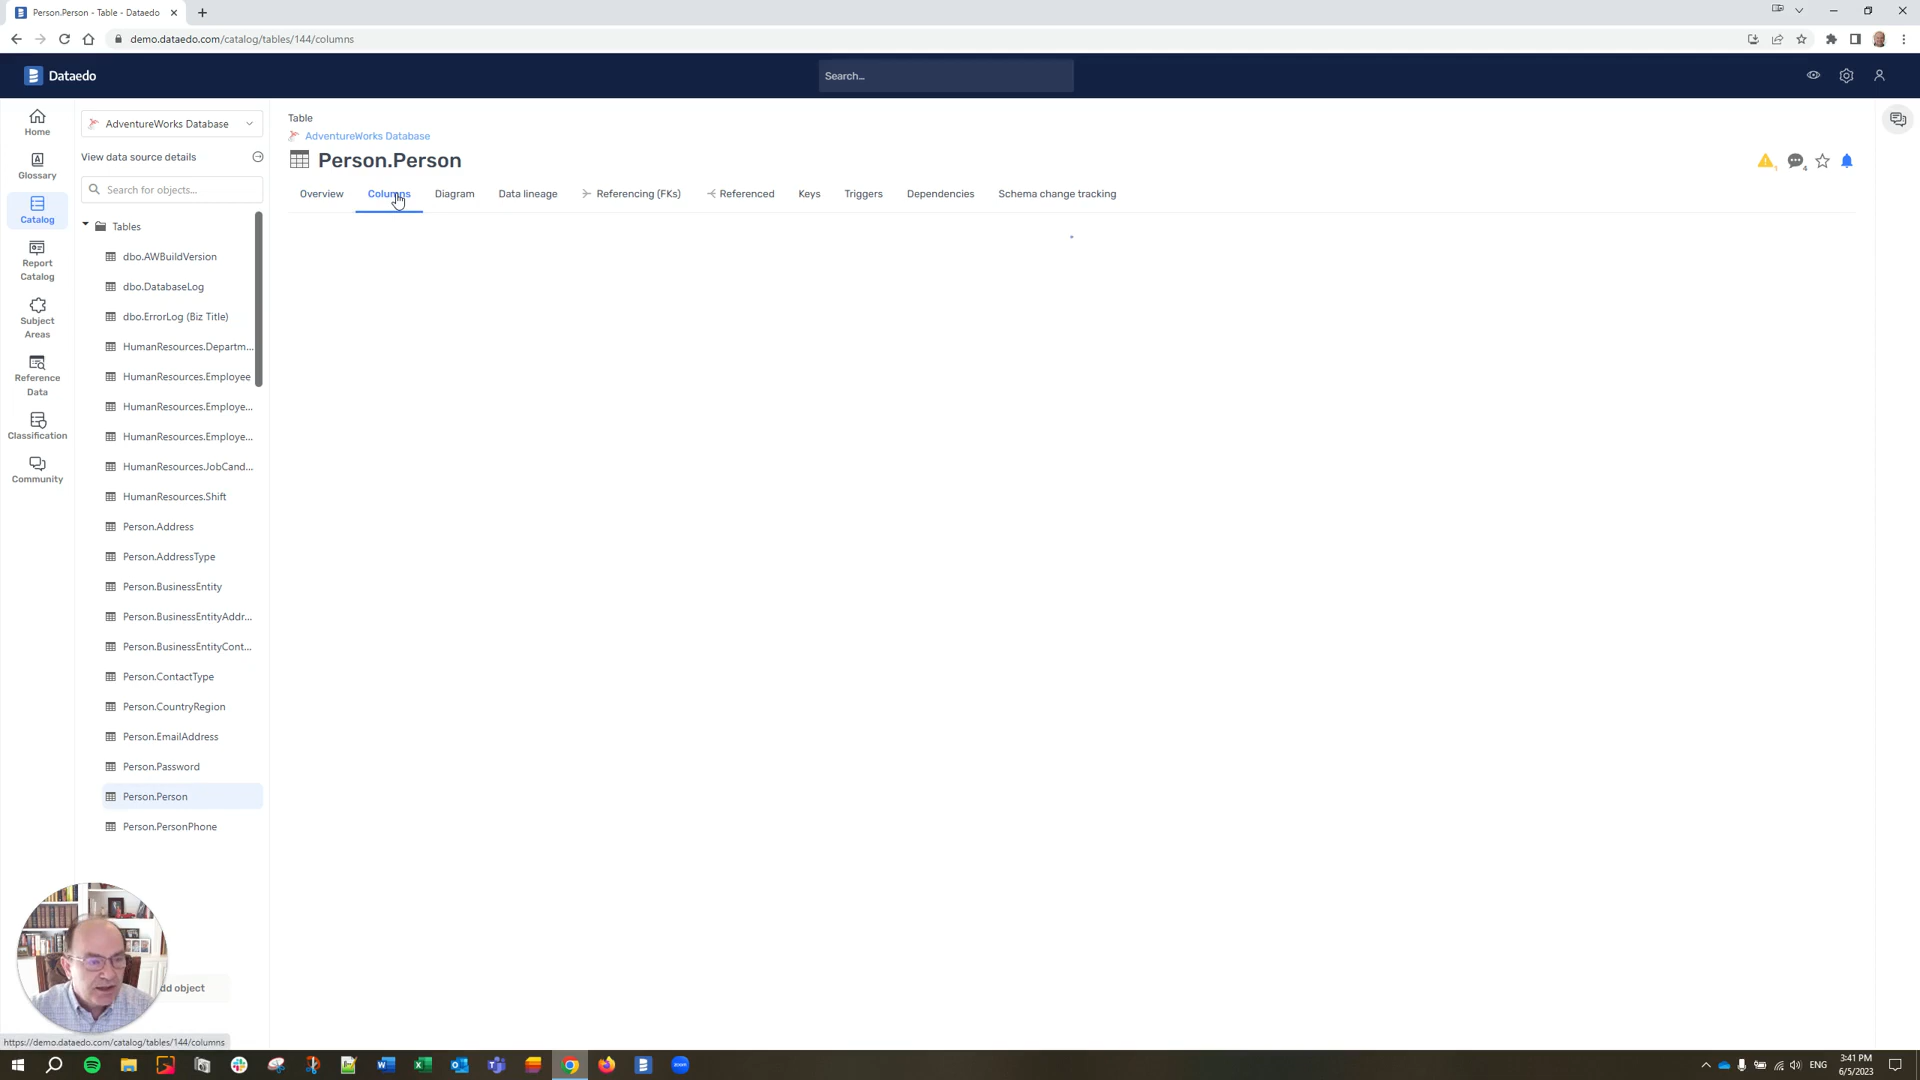 Person.Person - Table - Dataedo
demo.dataedo.com/catalog/tables/144/columns
Dataedo
Search...
Home
Glossary
Catalog
Report
Catalog
Subject
Areas
Reference
Data
Classification
Community
AdventureWorks Database
View data source details
Search for objects...
Tables
dbo.AWBuildVersion
dbo.DatabaseLog
dbo.ErrorLog (Biz Title)
HumanResources.Departm...
HumanResources.Employee
HumanResources.Employe...
HumanResources.Employe...
HumanResources.JobCand...
HumanResources.Shift
Person.Address
Person.AddressType
Person.BusinessEntity
Person.BusinessEntityAddr...
Person.BusinessEntityCont...
Person.ContactType
Person.CountryRegion
Person.EmailAddress
Person.Password
Person.Person
Person.PersonPhone
dd object
Table
AdventureWorks Database
Person.Person
1
4
Overview
Columns
Diagram
Data lineage
Referencing (FKs)
Referenced
Keys
Triggers
Dependencies
Schema change tracking
https://demo.dataedo.com/catalog/tables/144/columns
zoom
ENG
3:41 PM
6/5/2023